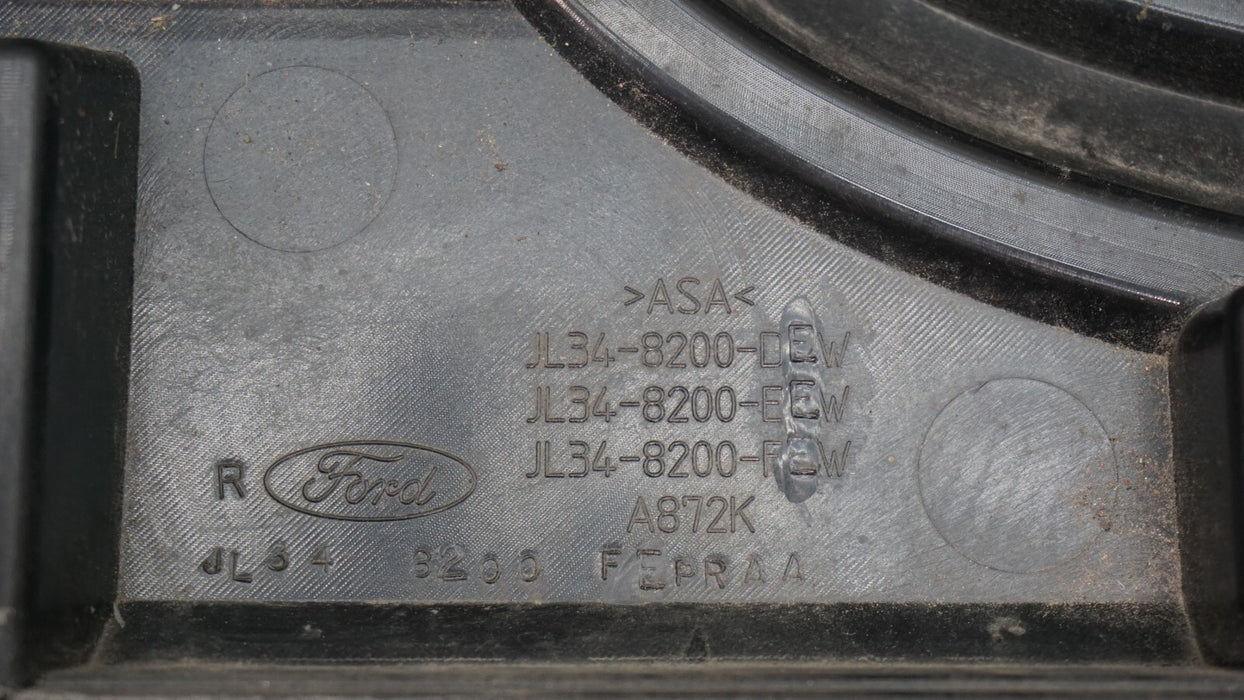 >ASA<
JL34-8200-DEW
JL34-8200-EEW
JL34-8200-FEW
A872K
R Ford
JL34 8200 FEPRAA